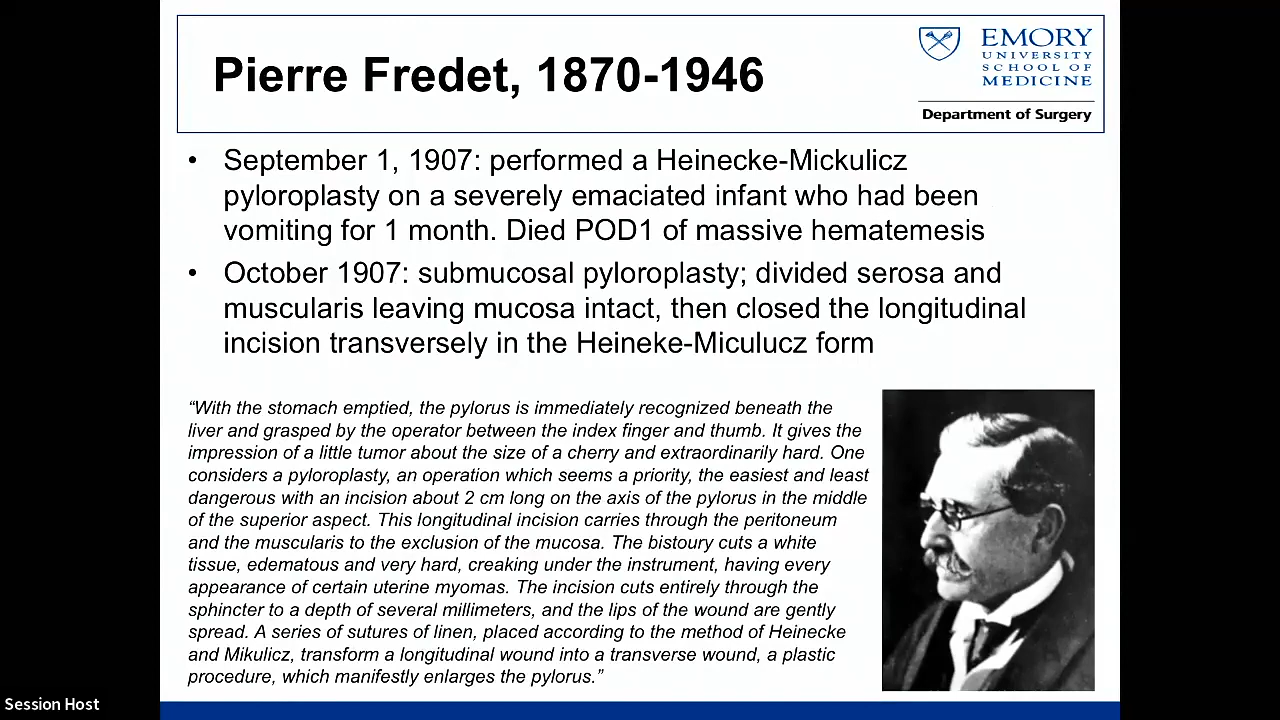 Pierre Fredet, 1870-1946
EMORY
UNIVERSITY
SCHOOL OF
MEDICINE
Department of Surgery
• September 1, 1907: performed a Heinecke-Mickulicz
pyloroplasty on a severely emaciated infant who had been
vomiting for 1 month. Died POD1 of massive hematemesis
• October 1907: submucosal pyloroplasty; divided serosa and
muscularis leaving mucosa intact, then closed the longitudinal
incision transversely in the Heineke-Miculucz form
“With the stomach emptied, the pylorus is immediately recognized beneath the
liver and grasped by the operator between the index finger and thumb. It gives the
impression of a little tumor about the size of a cherry and extraordinarily hard. One
considers a pyloroplasty, an operation which seems a priority, the easiest and least
dangerous with an incision about 2 cm long on the axis of the pylorus in the middle
of the superior aspect. This longitudinal incision carries through the peritoneum
and the muscularis to the exclusion of the mucosa. The bistoury cuts a white
tissue, edematous and very hard, creaking under the instrument, having every
appearance of certain uterine myomas. The incision cuts entirely through the
sphincter to a depth of several millimeters, and the lips of the wound are gently
spread. A series of sutures of linen, placed according to the method of Heinecke
and Mikulicz, transform a longitudinal wound into a transverse wound, a plastic
procedure, which manifestly enlarges the pylorus.”
Session Host